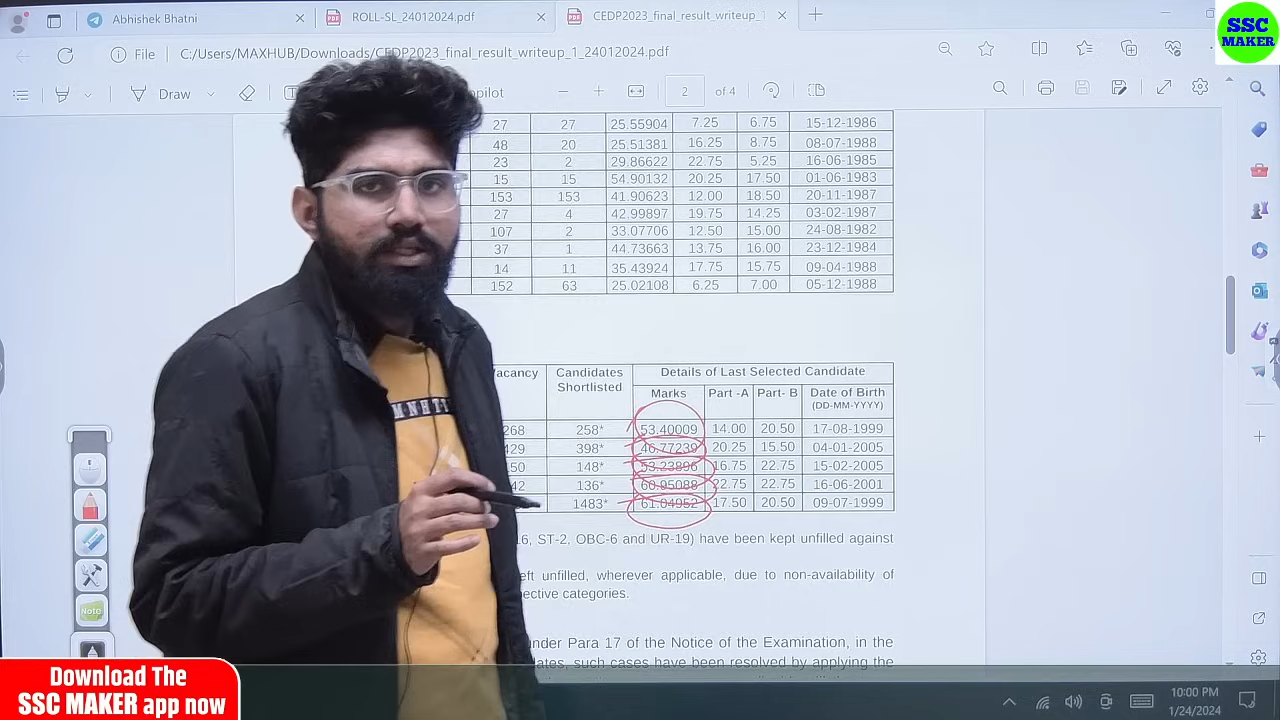 Abhishek Bhatni
ROLL-SL_24012024.pdf
CEDP2023_final_result writeup_
SSC
MAKER
File
C:/Users/MAXHUB/Downloads/CEDP2023_final_result writeup_1_24012024.pdf
Draw
2 of 4
27 27 25.55904 7.25 6.75 15-12-1986
48 20 25.51381 16.25 8.75 08-07-1988
23 2 29.86622 22.75 5.25 16-06-1985
15 15 54.90132 20.25 17.50 01-06-1983
153 153 41.90623 12.00 18.50 20-11-1987
27 4 42.99897 19.75 14.25 03-02-1987
107 2 33.07706 12.50 15.00 24-08-1982
37 1 44.73663 13.75 16.00 23-12-1984
14 11 35.43924 17.75 15.75 09-04-1988
152 63 25.02108 6.25 7.00 05-12-1988
Vacancy Candidates Details of Last Selected Candidate
Shortlisted
Marks Part -A Part- B Date of Birth
(DD-MM-YYYY)
268 258* 53.40009 14.00 20.50 17-08-1999
429 398* 46.77239 20.25 15.50 04-01-2005
150 148* 52.23896 16.75 22.75 15-02-2005
42 136* 60.95088 22.75 22.75 16-06-2001
1483* 61.04952 17.50 20.50 09-07-1999
16, ST-2, OBC-6 and UR-19) have been kept unfilled against
eft unfilled, wherever applicable, due to non-availability of
pective categories.
under Para 17 of the Notice of the Examination, in the
such cases have been resolved by applying the
Note
Download The
SSC MAKER app now
10:00 PM
1/24/2024